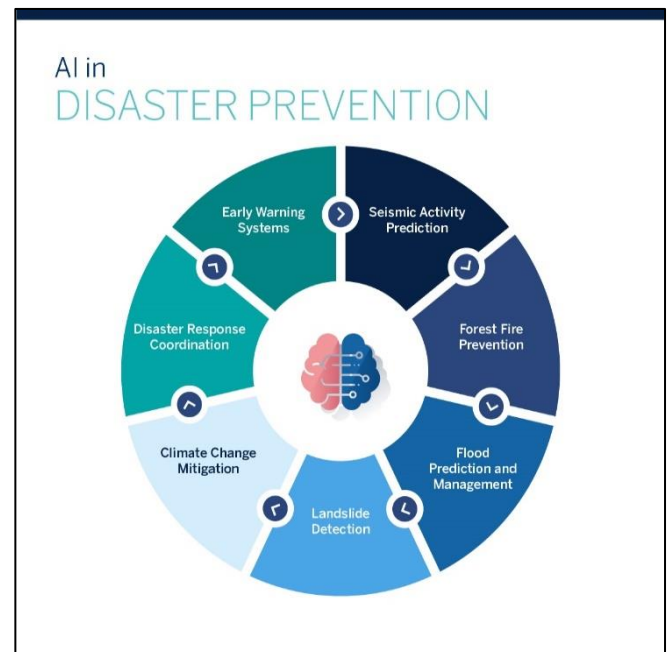 AI in
DISASTER PREVENTION
Early Warning
Systems
Seismic Activity
Prediction
Disaster Response
Coordination
Forest Fire
Prevention
Climate Change
Mitigation
Flood
Prediction and
Management
Landslide
Detection